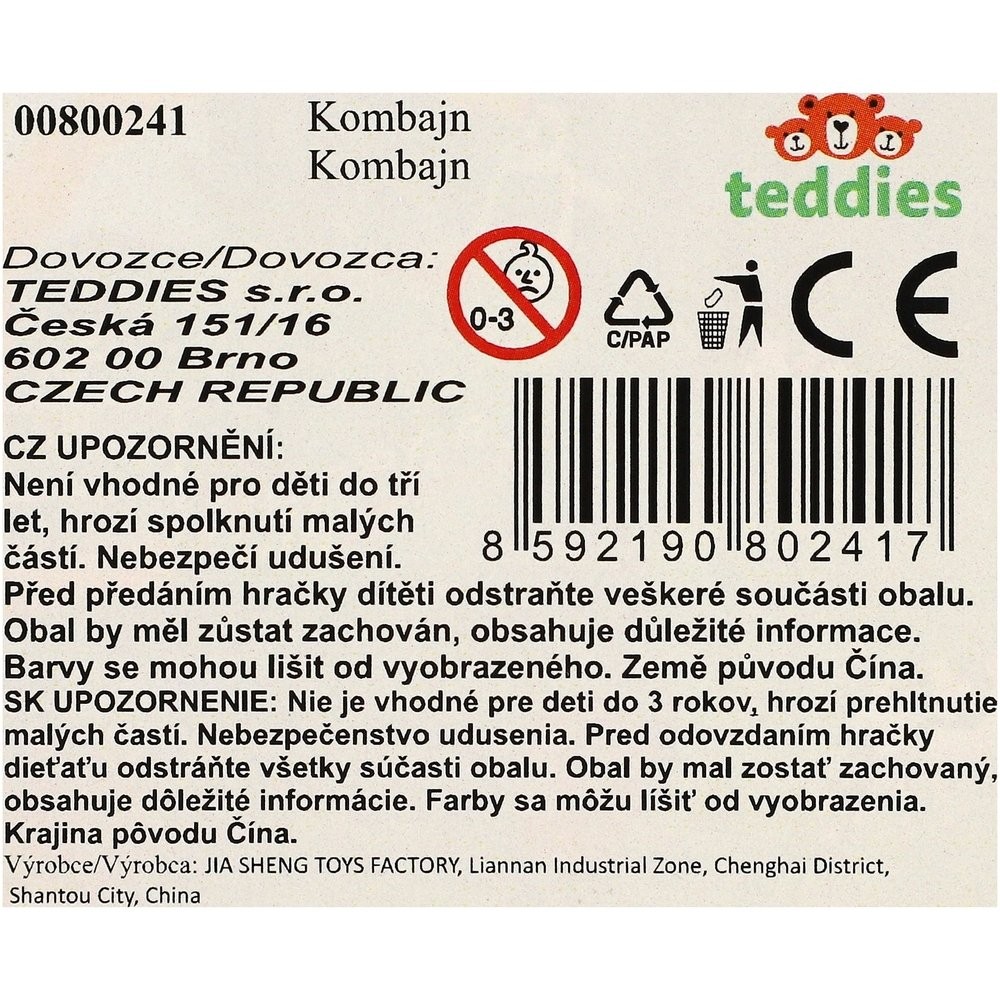 00800241
Kombajn
Kombajn
teddies
Dovozce/Dovozca:
TEDDIES s.r.o.
Česká 151/16
602 00 Brno
CZECH REPUBLIC
0-3
C/PAP
CE
8 592190 802417
CZ UPOZORNĚNÍ:
Není vhodné pro děti do tří
let, hrozí spolknutí malých
částí. Nebezpečí udušení.
Před předáním hračky dítěti odstraňte veškeré součásti obalu.
Obal by měl zůstat zachován, obsahuje důležité informace.
Barvy se mohou lišit od vyobrazeného. Země původu Čína.
SK UPOZORNENIE: Nie je vhodné pre deti do 3 rokov, hrozí prehltnutie
malých častí. Nebezpečenstvo udusenia. Pred odovzdaním hračky
dieťaťu odstráňte všetky súčasti obalu. Obal by mal zostať zachovaný,
obsahuje dôležité informácie. Farby sa môžu líšiť od vyobrazenia.
Krajina pôvodu Čína.
Výrobce/Výrobca: JIA SHENG TOYS FACTORY, Liannan Industrial Zone, Chenghai District,
Shantou City, China